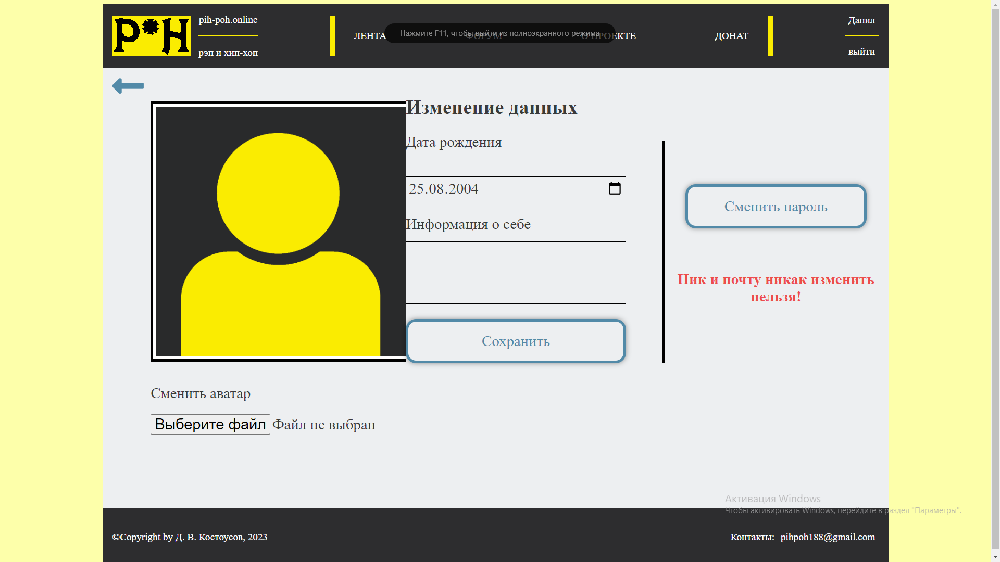 P*H
pih-poh.online
рэп и хип-хоп
ЛЕНТА
ФОРУМ
О ПРОЕКТЕ
ДОНАТ
Нажмите F11, чтобы выйти из полноэкранного режима
Данил
выйти
Изменение данных
Дата рождения
25.08.2004
Информация о себе
Сохранить
Сменить пароль
Ник и почту никак изменить
нельзя!
Сменить аватар
Выберите файл Файл не выбран
Активация Windows
Чтобы активировать Windows, перейдите в раздел "Параметры".
©Copyright by Д. В. Костоусов, 2023
Контакты: pihpoh188@gmail.com